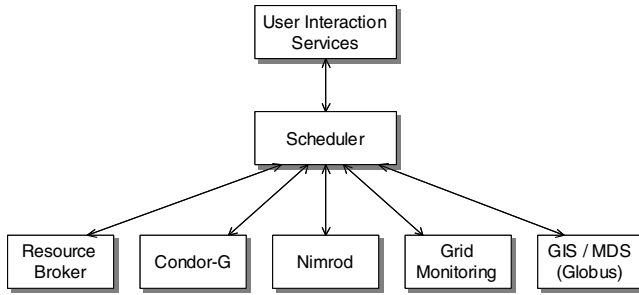 User Interaction
Services
Scheduler
Resource
Broker
Condor-G
Nimrod
Grid
Monitoring
GIS / MDS
(Globus)